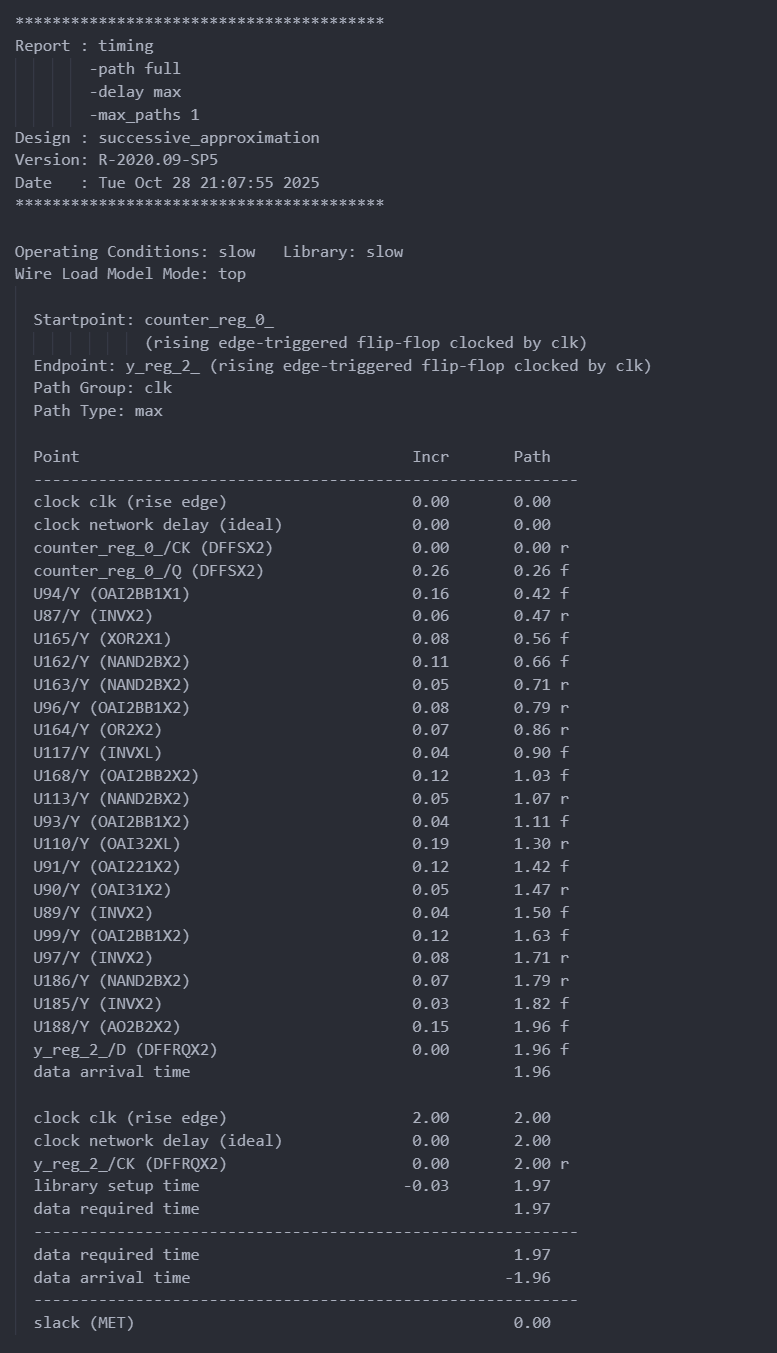 ****************************************
Report : timing
        -path full
        -delay max
        -max_paths 1
Design : successive_approximation
Version: R-2020.09-SP5
Date   : Tue Oct 28 21:07:55 2025
****************************************

Operating Conditions: slow   Library: slow
Wire Load Model Mode: top

  Startpoint: counter_reg_0_
              (rising edge-triggered flip-flop clocked by clk)
  Endpoint: y_reg_2_ (rising edge-triggered flip-flop clocked by clk)
  Path Group: clk
  Path Type: max

  Point                                    Incr       Path
  -----------------------------------------------------------
  clock clk (rise edge)                    0.00       0.00
  clock network delay (ideal)              0.00       0.00
  counter_reg_0_/CK (DFFSX2)               0.00       0.00 r
  counter_reg_0_/Q (DFFSX2)                0.26       0.26 f
  U94/Y (OAI2BB1X1)                        0.16       0.42 f
  U87/Y (INVX2)                            0.06       0.47 r
  U165/Y (XOR2X1)                          0.08       0.56 f
  U162/Y (NAND2BX2)                        0.11       0.66 f
  U163/Y (NAND2BX2)                        0.05       0.71 r
  U96/Y (OAI2BB1X2)                        0.08       0.79 r
  U164/Y (OR2X2)                           0.07       0.86 r
  U117/Y (INVXL)                           0.04       0.90 f
  U168/Y (OAI2BB2X2)                       0.12       1.03 f
  U113/Y (NAND2BX2)                        0.05       1.07 r
  U93/Y (OAI2BB1X2)                        0.04       1.11 f
  U110/Y (OAI32XL)                         0.19       1.30 r
  U91/Y (OAI221X2)                         0.12       1.42 f
  U90/Y (OAI31X2)                          0.05       1.47 r
  U89/Y (INVX2)                            0.04       1.50 f
  U99/Y (OAI2BB1X2)                        0.12       1.63 f
  U97/Y (INVX2)                            0.08       1.71 r
  U186/Y (NAND2BX2)                        0.07       1.79 r
  U185/Y (INVX2)                           0.03       1.82 f
  U188/Y (AO2B2X2)                         0.15       1.96 f
  y_reg_2_/D (DFFRQX2)                     0.00       1.96 f
  data arrival time                                   1.96

  clock clk (rise edge)                    2.00       2.00
  clock network delay (ideal)              0.00       2.00
  y_reg_2_/CK (DFFRQX2)                    0.00       2.00 r
  library setup time                      -0.03       1.97
  data required time                                  1.97
  -----------------------------------------------------------
  data required time                                  1.97
  data arrival time                                  -1.96
  -----------------------------------------------------------
  slack (MET)                                         0.00